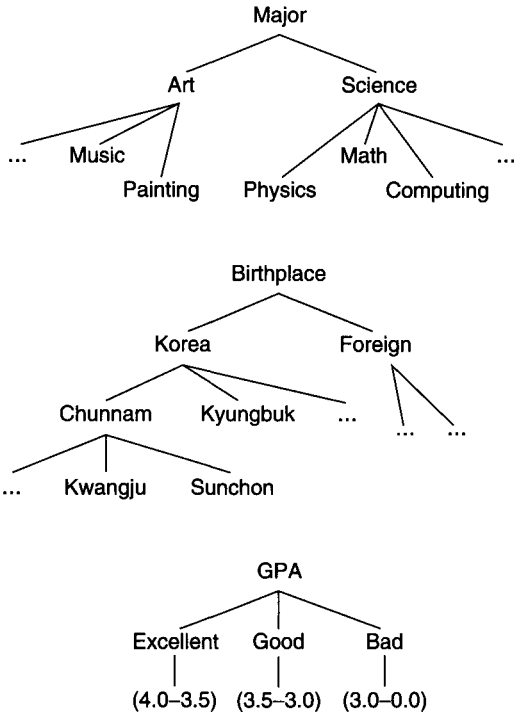 Major
Art Science
... Music Math ...
Painting Physics Computing
Birthplace
Korea Foreign
Chunnam Kyungbuk ... ... ...
... Kwangju Sunchon
GPA
Excellent Good Bad
(4.0–3.5) (3.5–3.0) (3.0–0.0)